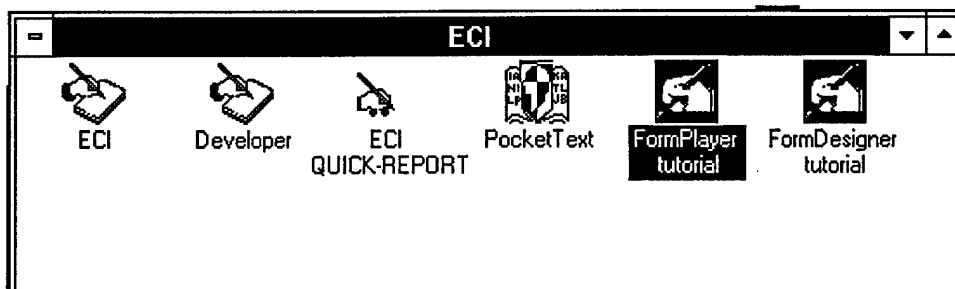 ECI
ECI
Developer
ECI
QUICK-REPORT
PocketText
FormPlayer
tutorial
FormDesigner
tutorial